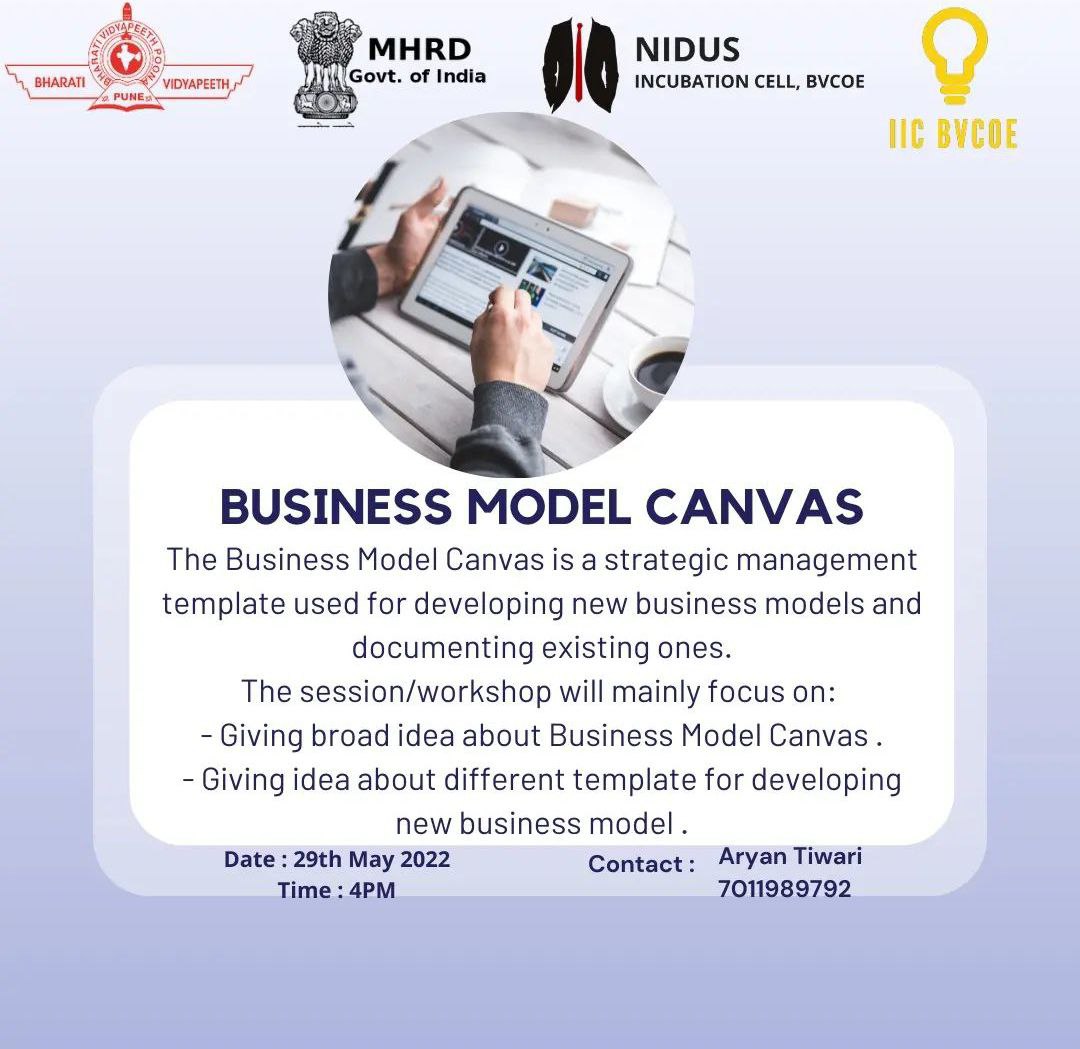 BHARATI VIDYAPEETH POONA
BHARATI
VIDYAPEETH
PUNE
MHRD
Govt. of India
NIDUS
INCUBATION CELL, BVCOE
IIC BVCOE
BUSINESS MODEL CANVAS
The Business Model Canvas is a strategic management
template used for developing new business models and
documenting existing ones.
The session/workshop will mainly focus on:
- Giving broad idea about Business Model Canvas .
- Giving idea about different template for developing
new business model .
Date : 29th May 2022
Time : 4PM
Contact :
Aryan Tiwari
7011989792